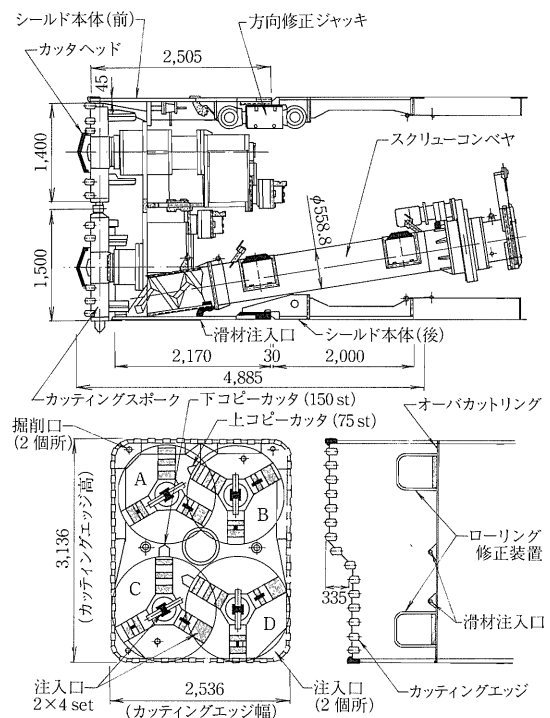 シールド本体(前)
方向修正ジャッキ
カッタヘッド
2,505
45
スクリューコンベヤ
1,400
φ558.8
1,500
滑材注入口
シールド本体(後)
2,170
30
2,000
4,885
カッティングスポーク
下コピーカッタ(150st)
オーバカットリング
掘削口
(2個所)
上コピーカッタ(75st)
A
B
3,136
(カッティングエッジ高)
ローリング
修正装置
C
D
335
滑材注入口
注入口
2×4set
2,536
(カッティングエッジ幅)
注入口
(2個所)
カッティングエッジ